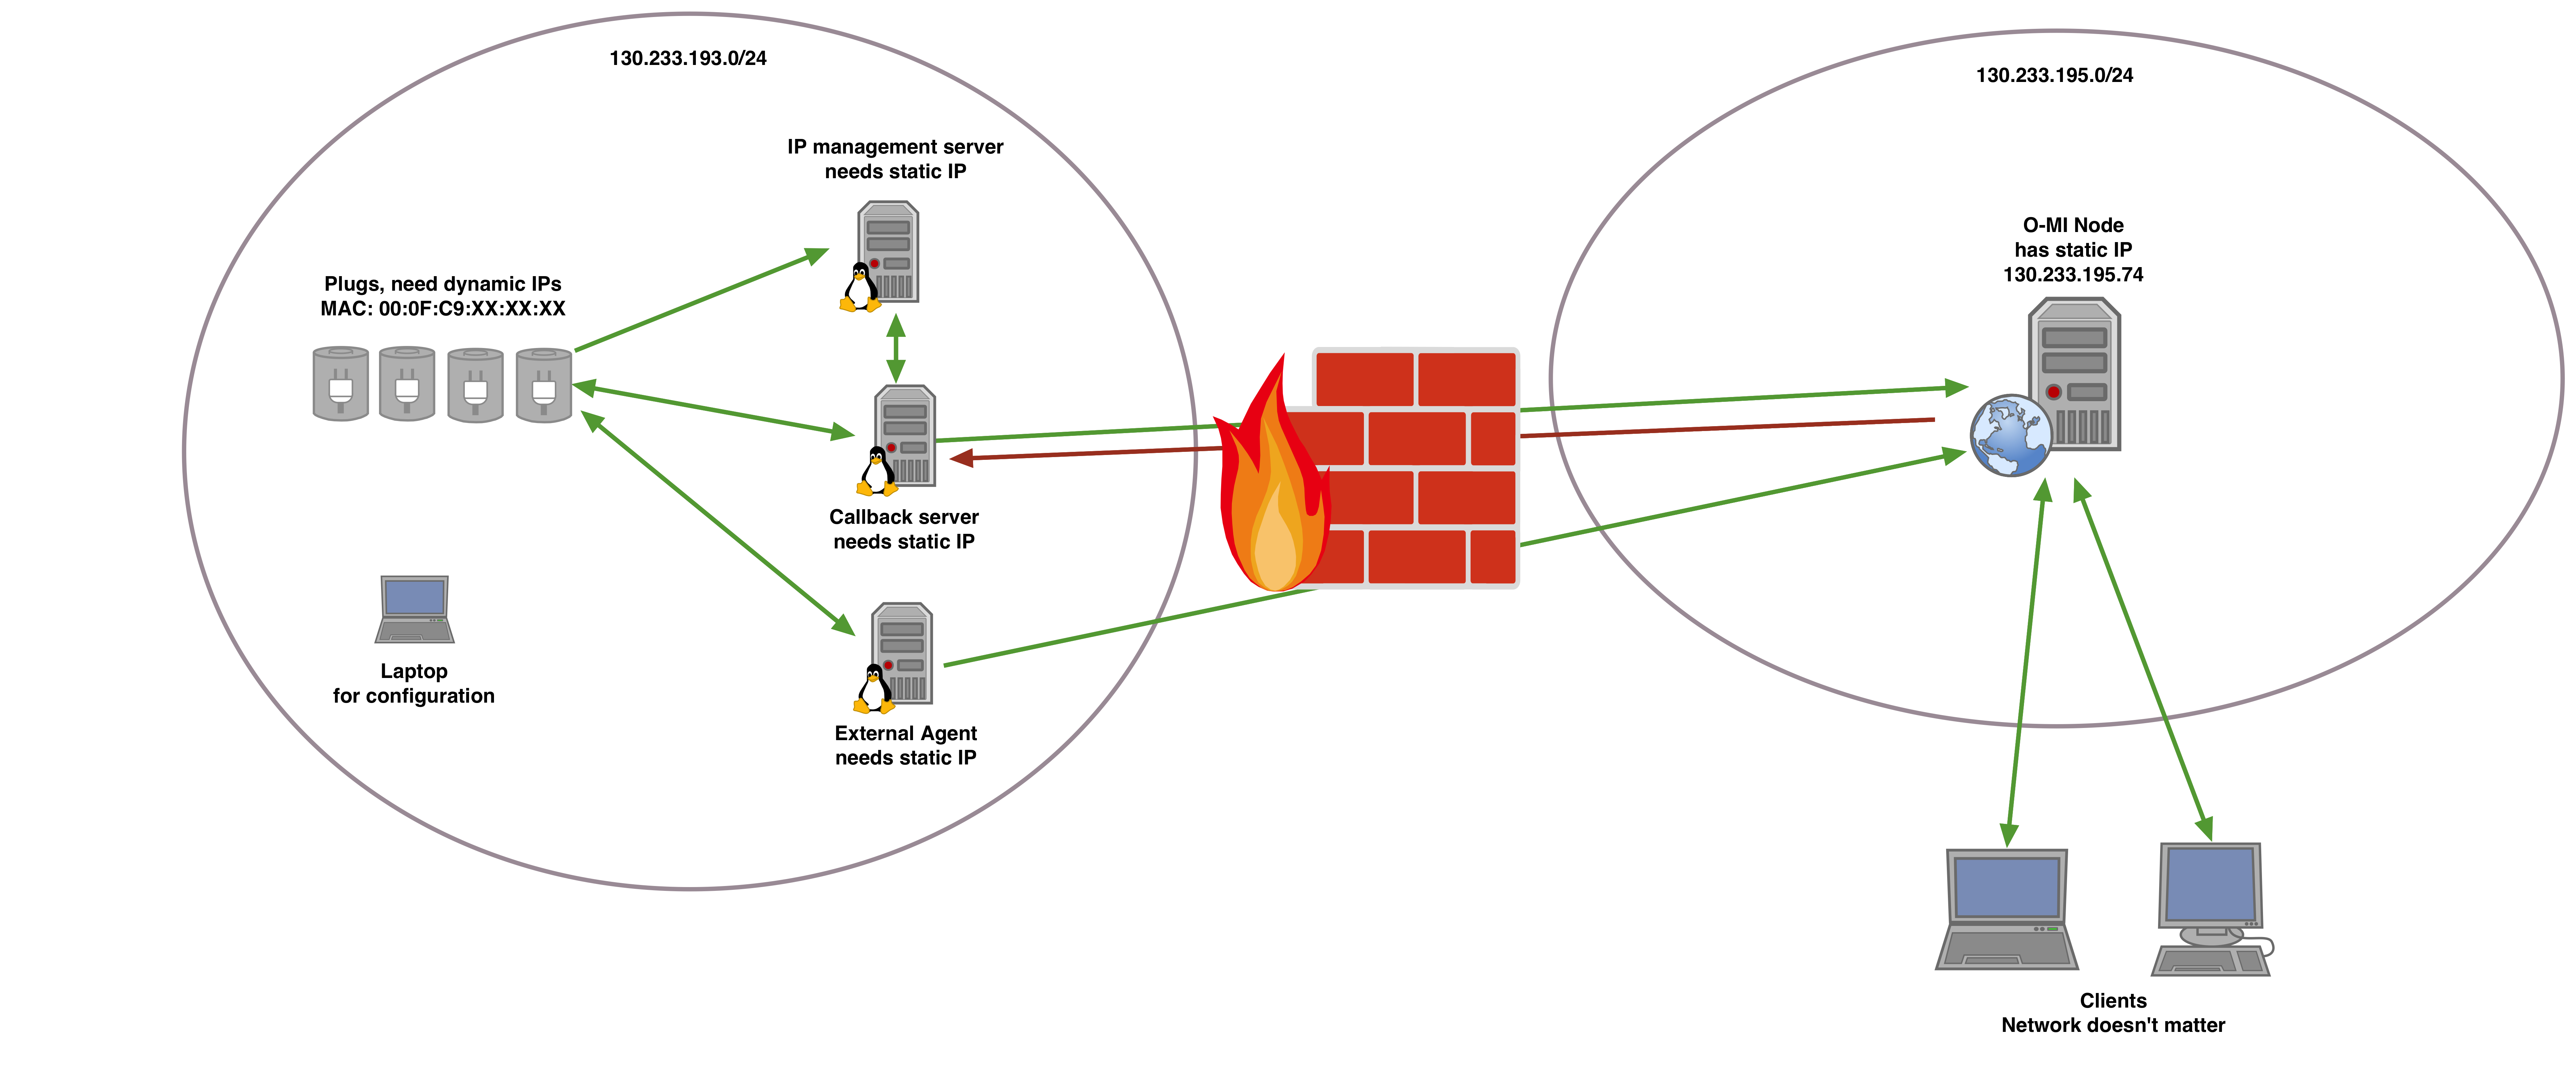 130.233.193.0/24
IP management server
needs static IP
Plugs, need dynamic IPs
MAC: 00:0F:C9:XX:XX:XX
Callback server
needs static IP
Laptop
for configuration
External Agent
needs static IP
130.233.195.0/24
O-MI Node
has static IP
130.233.195.74
Clients
Network doesn't matter